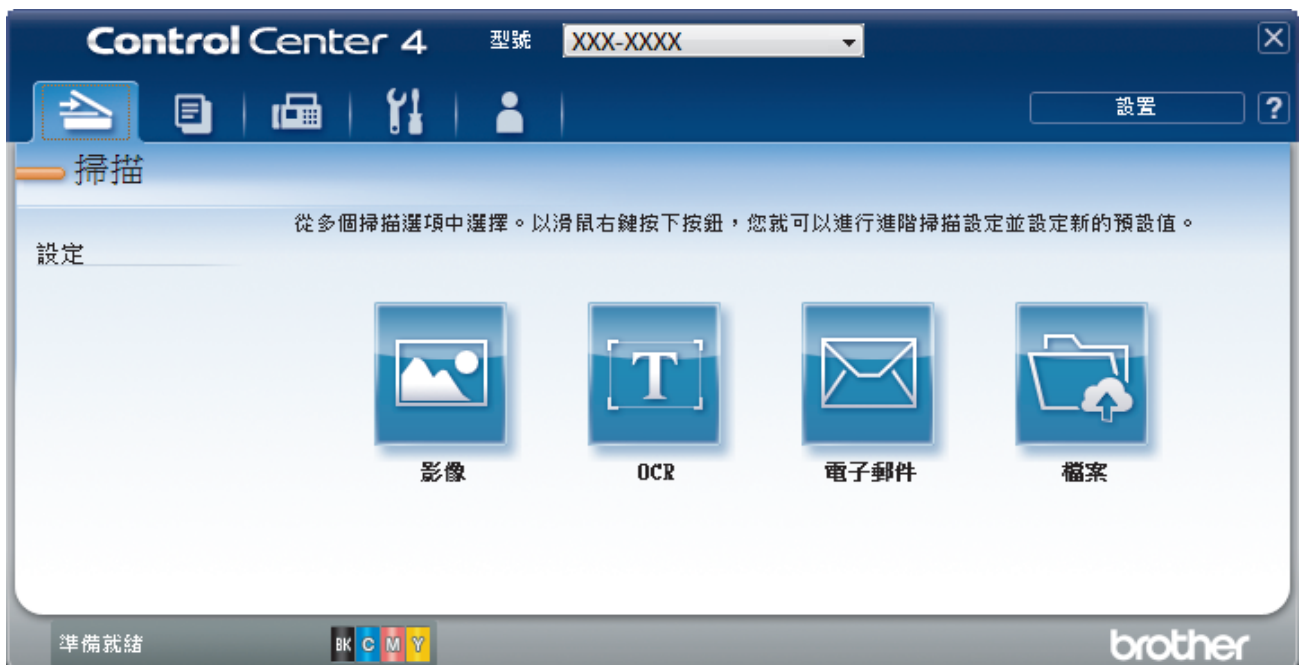 ControlCenter 4 型號 XXX-XXXX
設置 ?
掃描
從多個掃描選項中選擇。以滑鼠右鍵按下按鈕，您就可以進行進階掃描設定並設定新的預設值。
設定
T
影像 OCR 電子郵件 檔案
準備就緒 BK C M Y brother